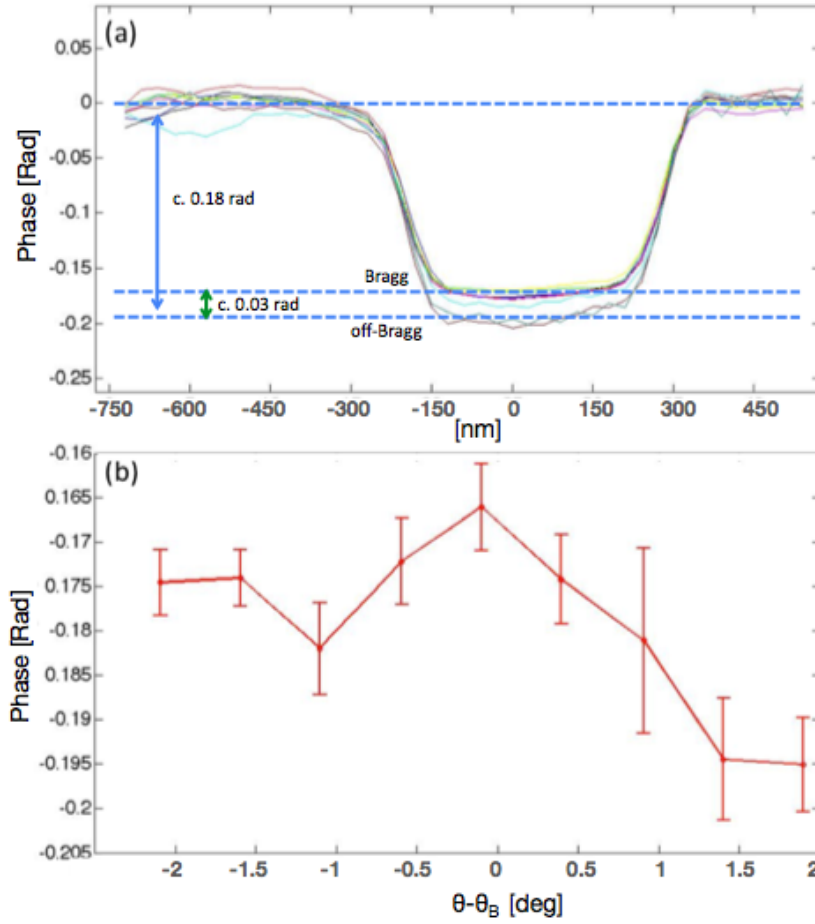 (a)
0.05
0
-0.05
-0.1
-0.15
-0.2
-0.25
Phase [Rad]
c. 0.18 rad
Bragg
c. 0.03 rad
off-Bragg
-750 -600 -450 -300 -150 0 150 300 450
[nm]
(b)
-0.16
-0.165
-0.17
-0.175
-0.18
-0.185
-0.19
-0.195
-0.2
-0.205
Phase [Rad]
-2 -1.5 -1 -0.5 0 0.5 1 1.5 2
θ-θB [deg]